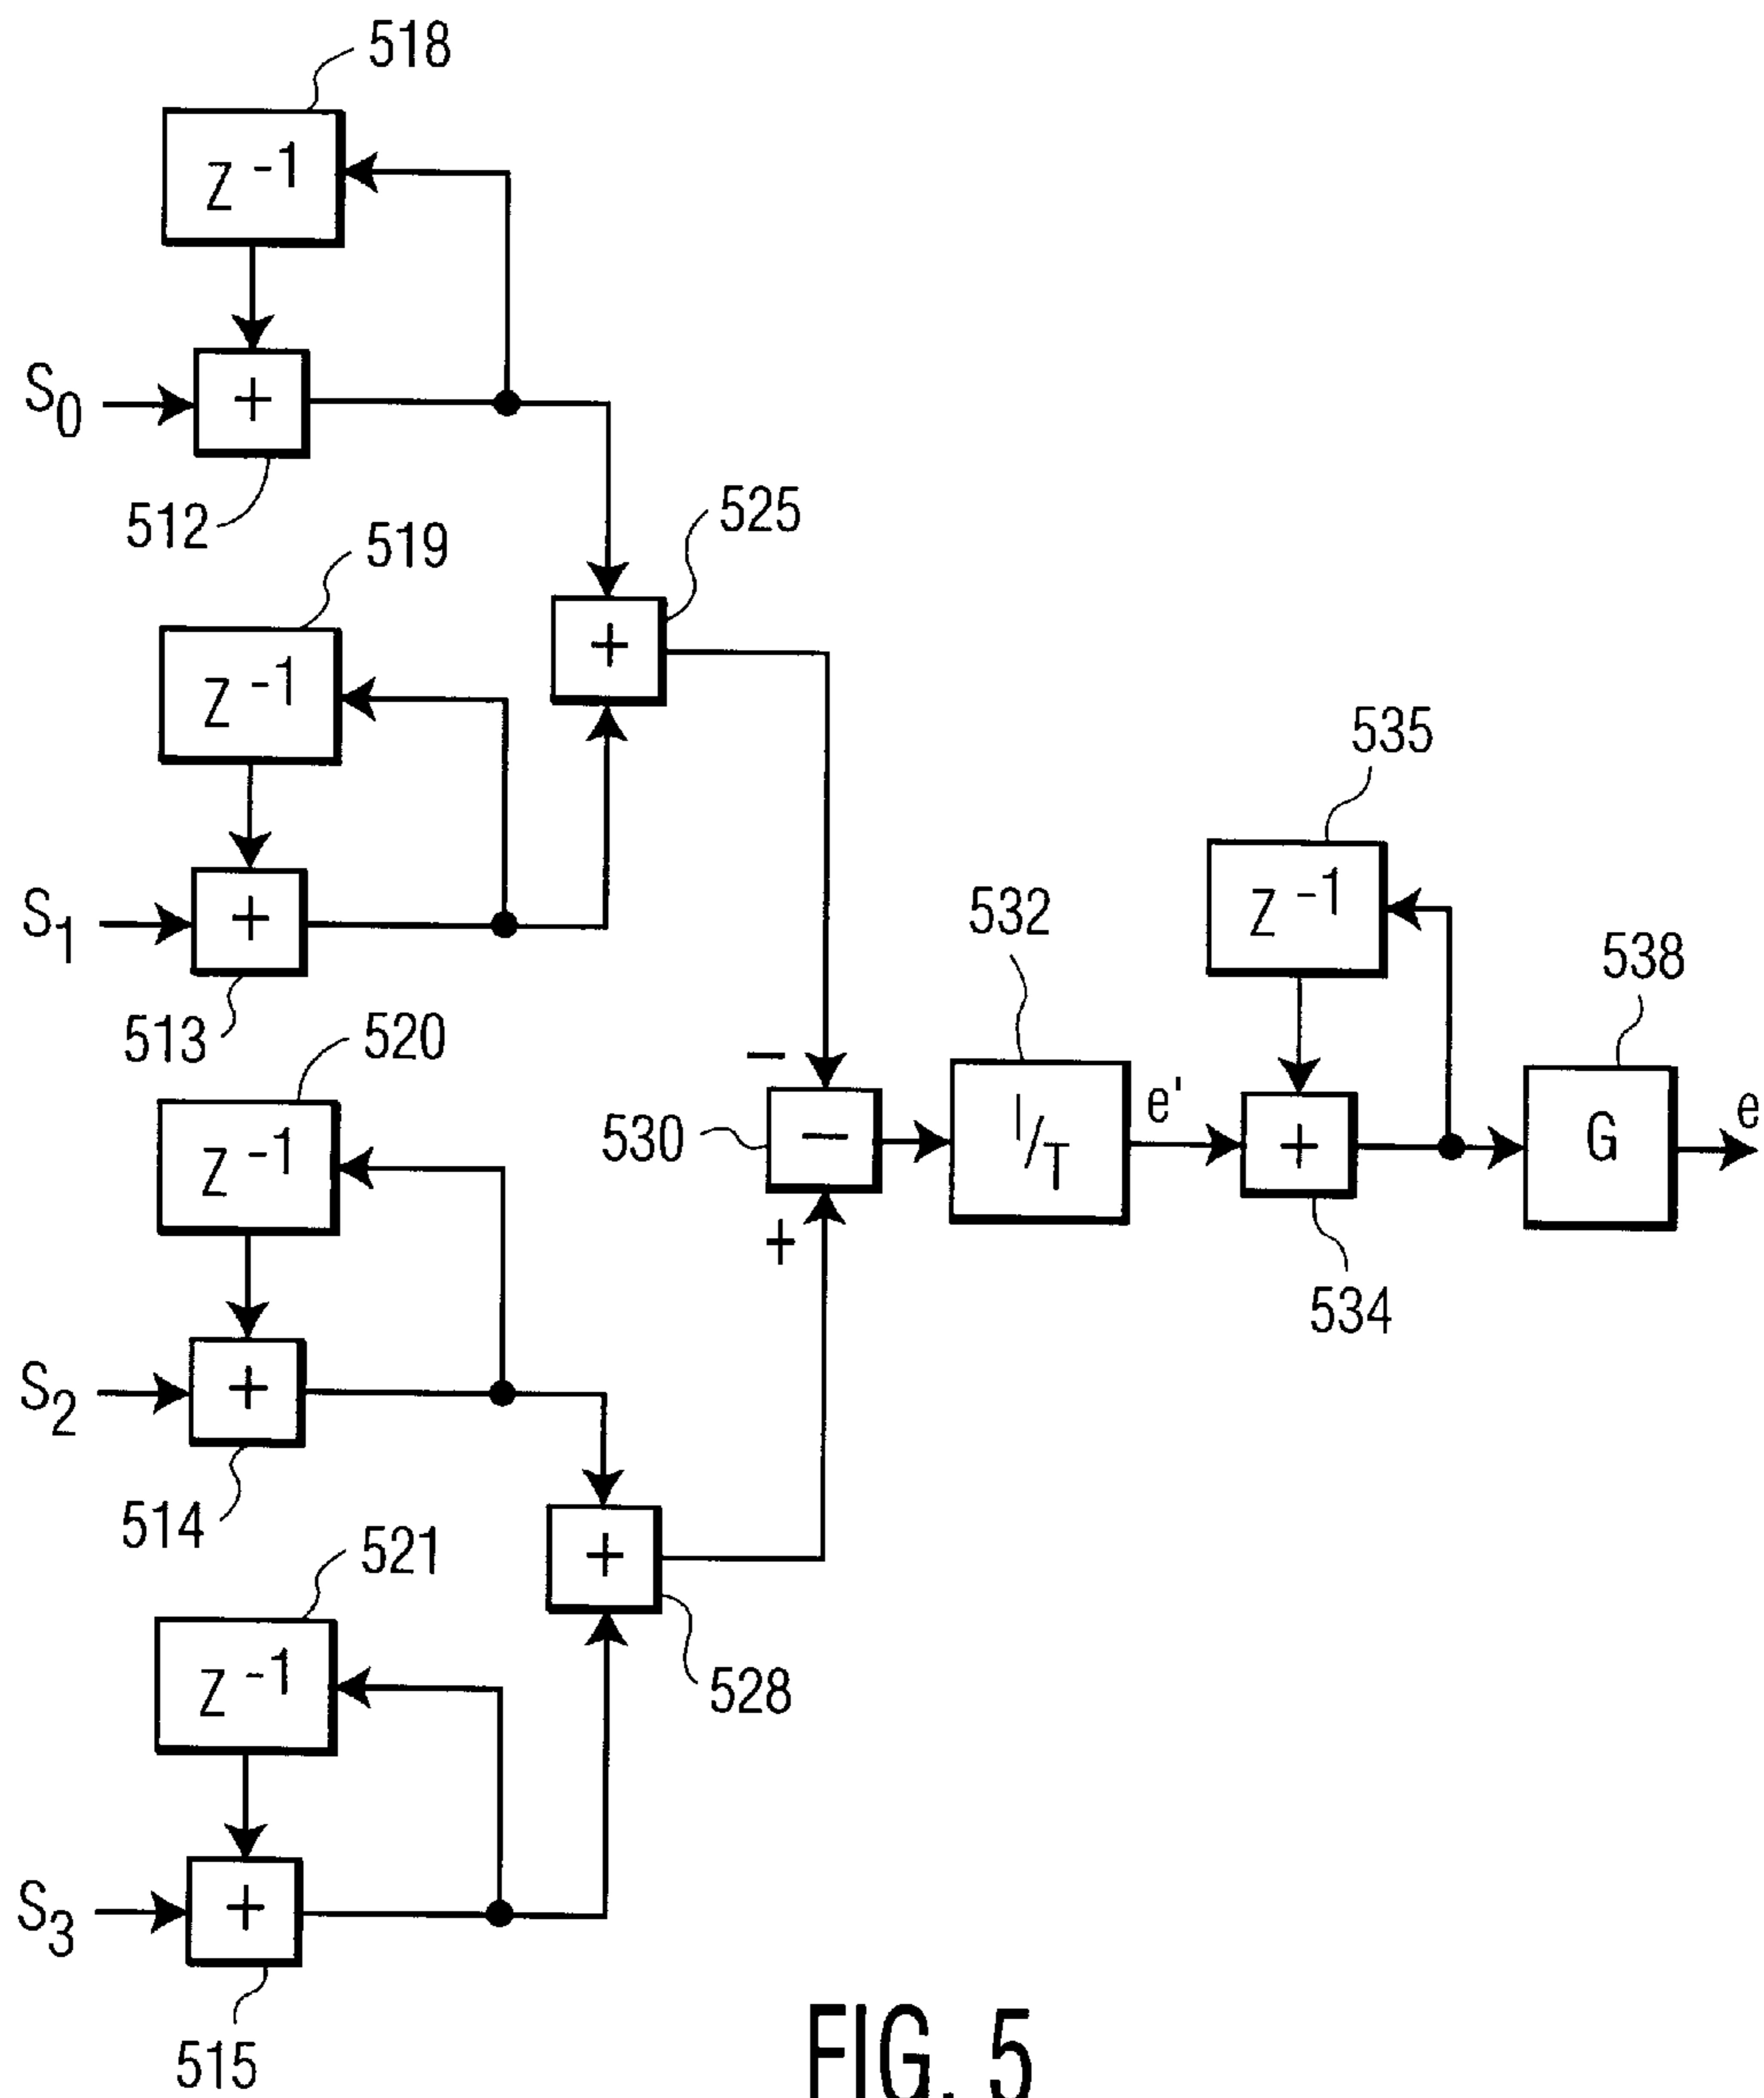 518
Z⁻¹
S₀
+
512
519
525
Z⁻¹
+
S₁
+
513
520
Z⁻¹
S₂
+
514
521
+
528
Z⁻¹
S₃
+
515
−
530
−
+
532
I/T
e'
535
Z⁻¹
+
534
538
G
e
FIG. 5